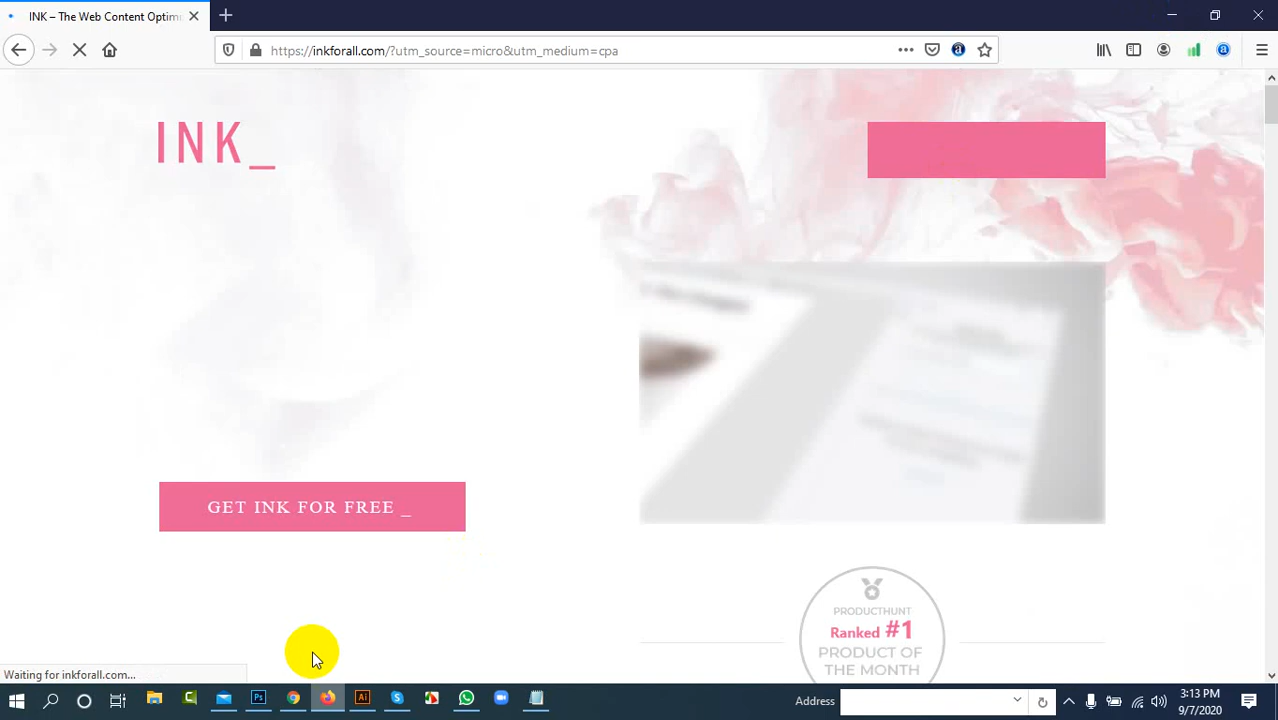 INK – The Web Content Optim
https://inkforall.com/?utm_source=micro&utm_medium=cpa
INK_
GET INK FOR FREE _
PRODUCTHUNT
Ranked #1
PRODUCT OF
THE MONTH
Waiting for inkforall.com...
Address
3:13 PM
9/7/2020